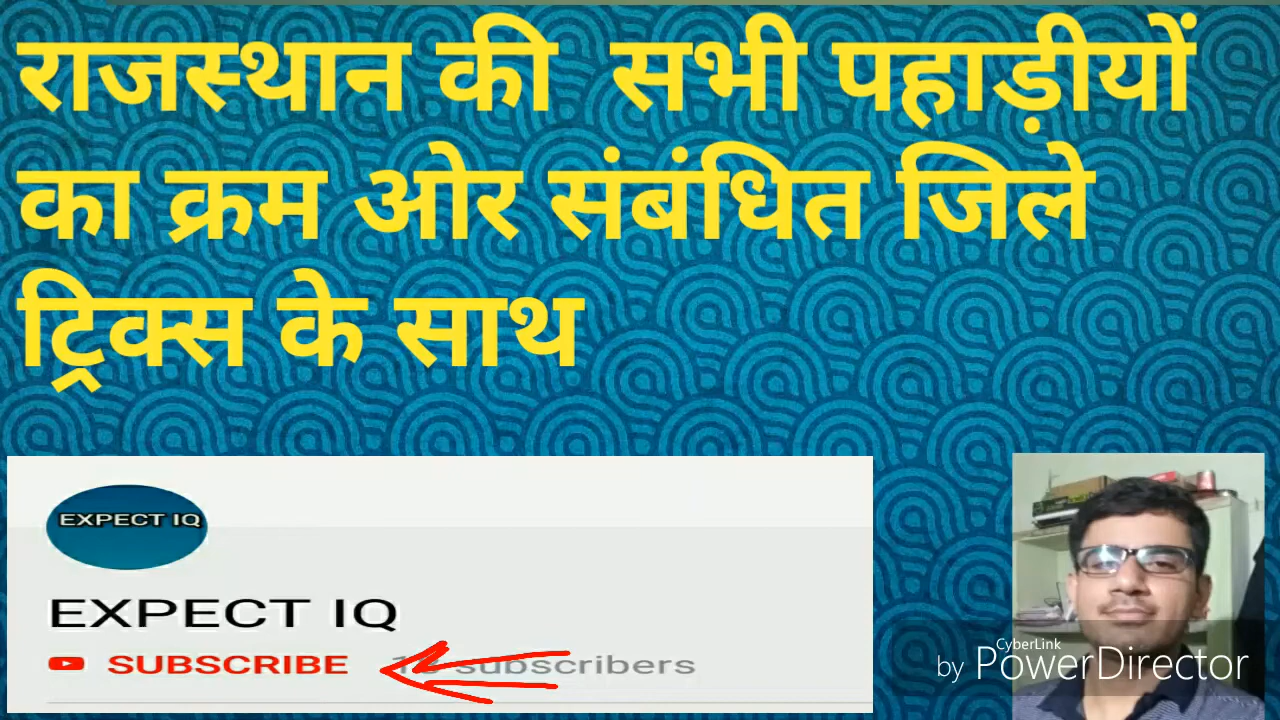 राजस्थान की सभी पहाड़ीयों
का क्रम ओर संबंधित जिले
ट्रिक्स के साथ
EXPECT IQ
EXPECT IQ
SUBSCRIBE subscribers
CyberLink
by PowerDirector